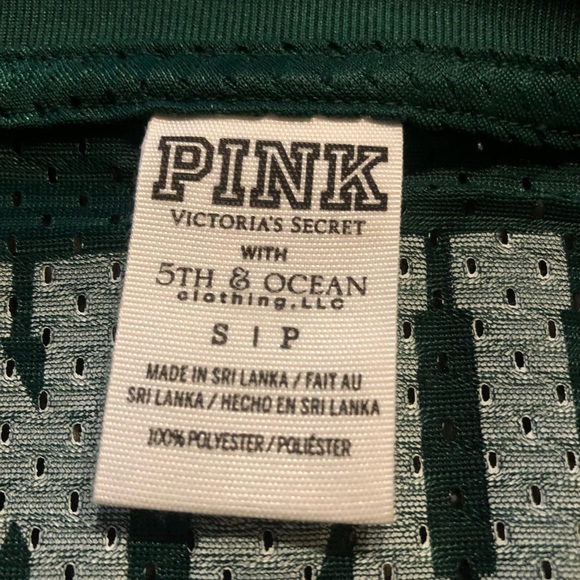 PINK
VICTORIA'S SECRET
WITH
5TH & OCEAN
clothing,LLC
S | P
MADE IN SRI LANKA / FAIT AU
SRI LANKA / HECHO EN SRI LANKA
100% POLYESTER / POLIÉSTER